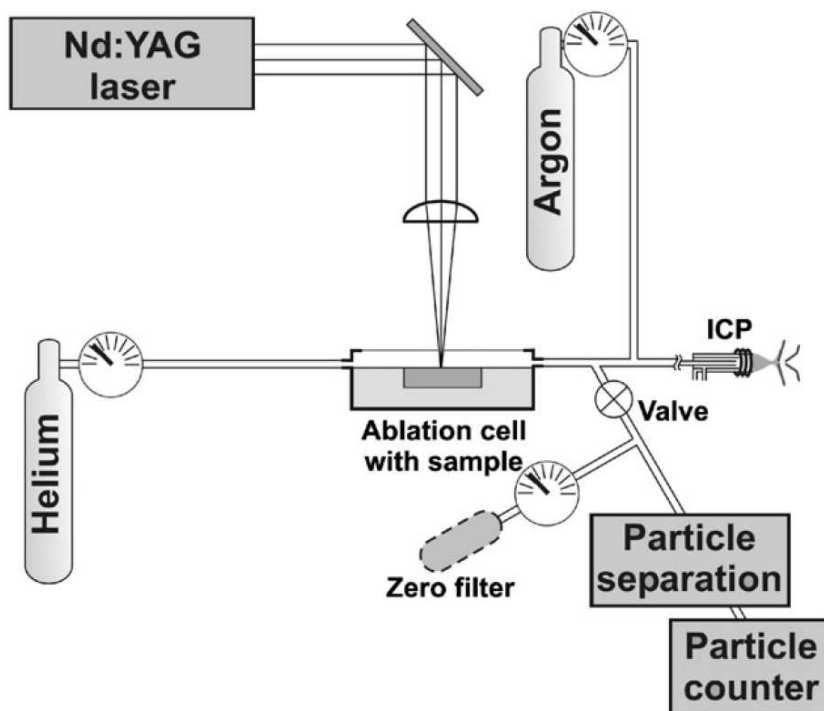 Nd:YAG
laser
Argon
ICP
Helium
Ablation cell
with sample
Valve
Zero filter
Particle
separation
Particle
counter